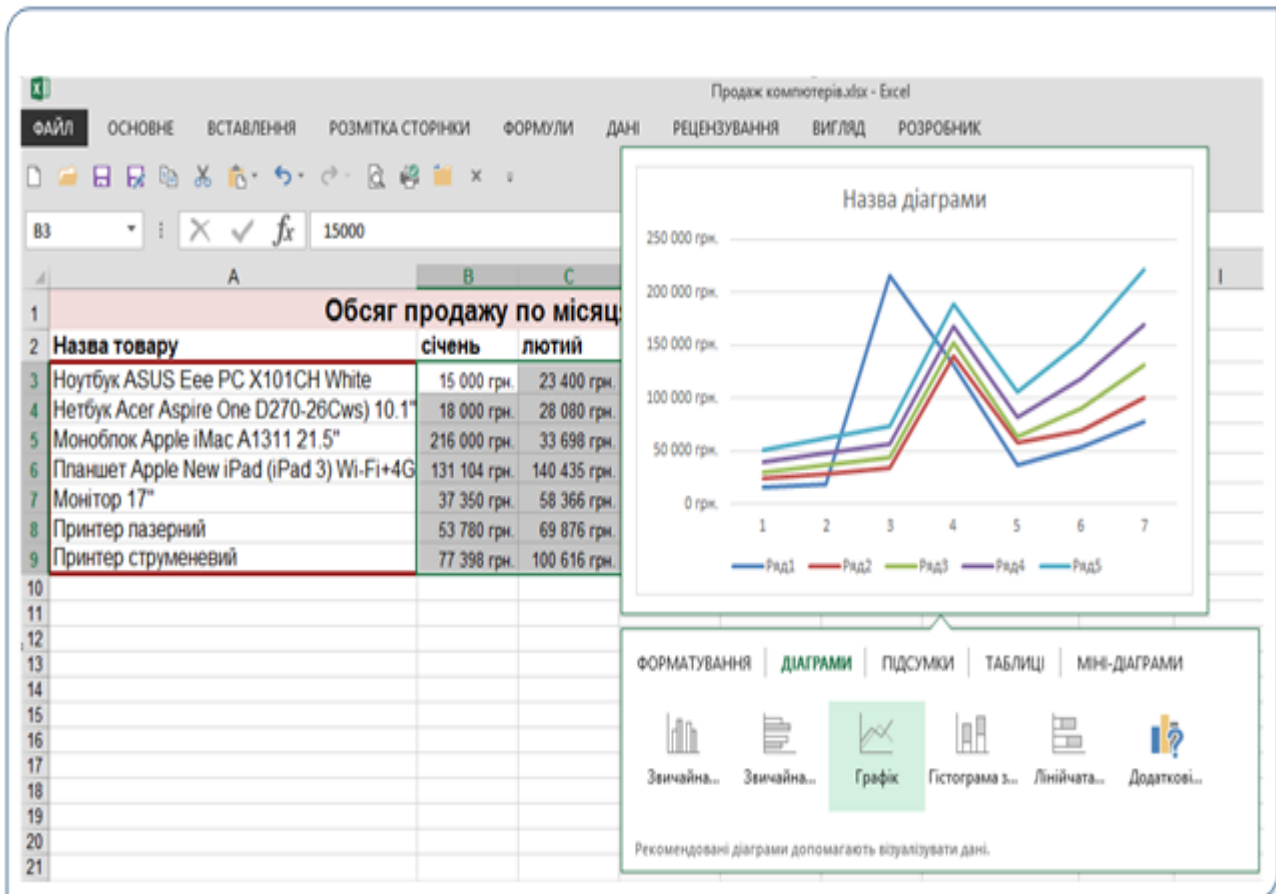 Продаж компютерів.xlsx - Excel
ФАЙЛ ОСНОВНЕ ВСТАВЛЕННЯ РОЗМІТКА СТОРІНКИ ФОРМУЛИ ДАНІ РЕЦЕНЗУВАННЯ ВИГЛЯД РОЗРОБНИК
B3 fx 15000
A B C I
1 Обсяг продажу по місяц
2 Назва товару січень лютий
3 Ноутбук ASUS Eee PC X101CH White 15 000 грн. 23 400 грн.
4 Нетбук Acer Aspire One D270-26Cws) 10.1" 18 000 грн. 28 080 грн.
5 Моноблок Apple iMac A1311 21.5" 216 000 грн. 33 698 грн.
6 Планшет Apple New iPad (iPad 3) Wi-Fi+4G 131 104 грн. 140 435 грн.
7 Монітор 17" 37 350 грн. 58 366 грн.
8 Принтер лазерний 53 780 грн. 69 876 грн.
9 Принтер струменевий 77 398 грн. 100 616 грн.
10
11
12
13
14
15
16
17
18
19
20
21
Назва діаграми
250 000 грн.
200 000 грн.
150 000 грн.
100 000 грн.
50 000 грн.
0 грн.
1 2 3 4 5 6 7
Ряд1 Ряд2 Ряд3 Ряд4 Ряд5
ФОРМАТУВАННЯ ДІАГРАМИ ПІДСУМКИ ТАБЛИЦІ МІНІ-ДІАГРАМИ
Звичайна... Звичайна... Графік Гістограма з... Лінійчата... Додаткові...
Рекомендовані діаграми допомагають візуалізувати дані.